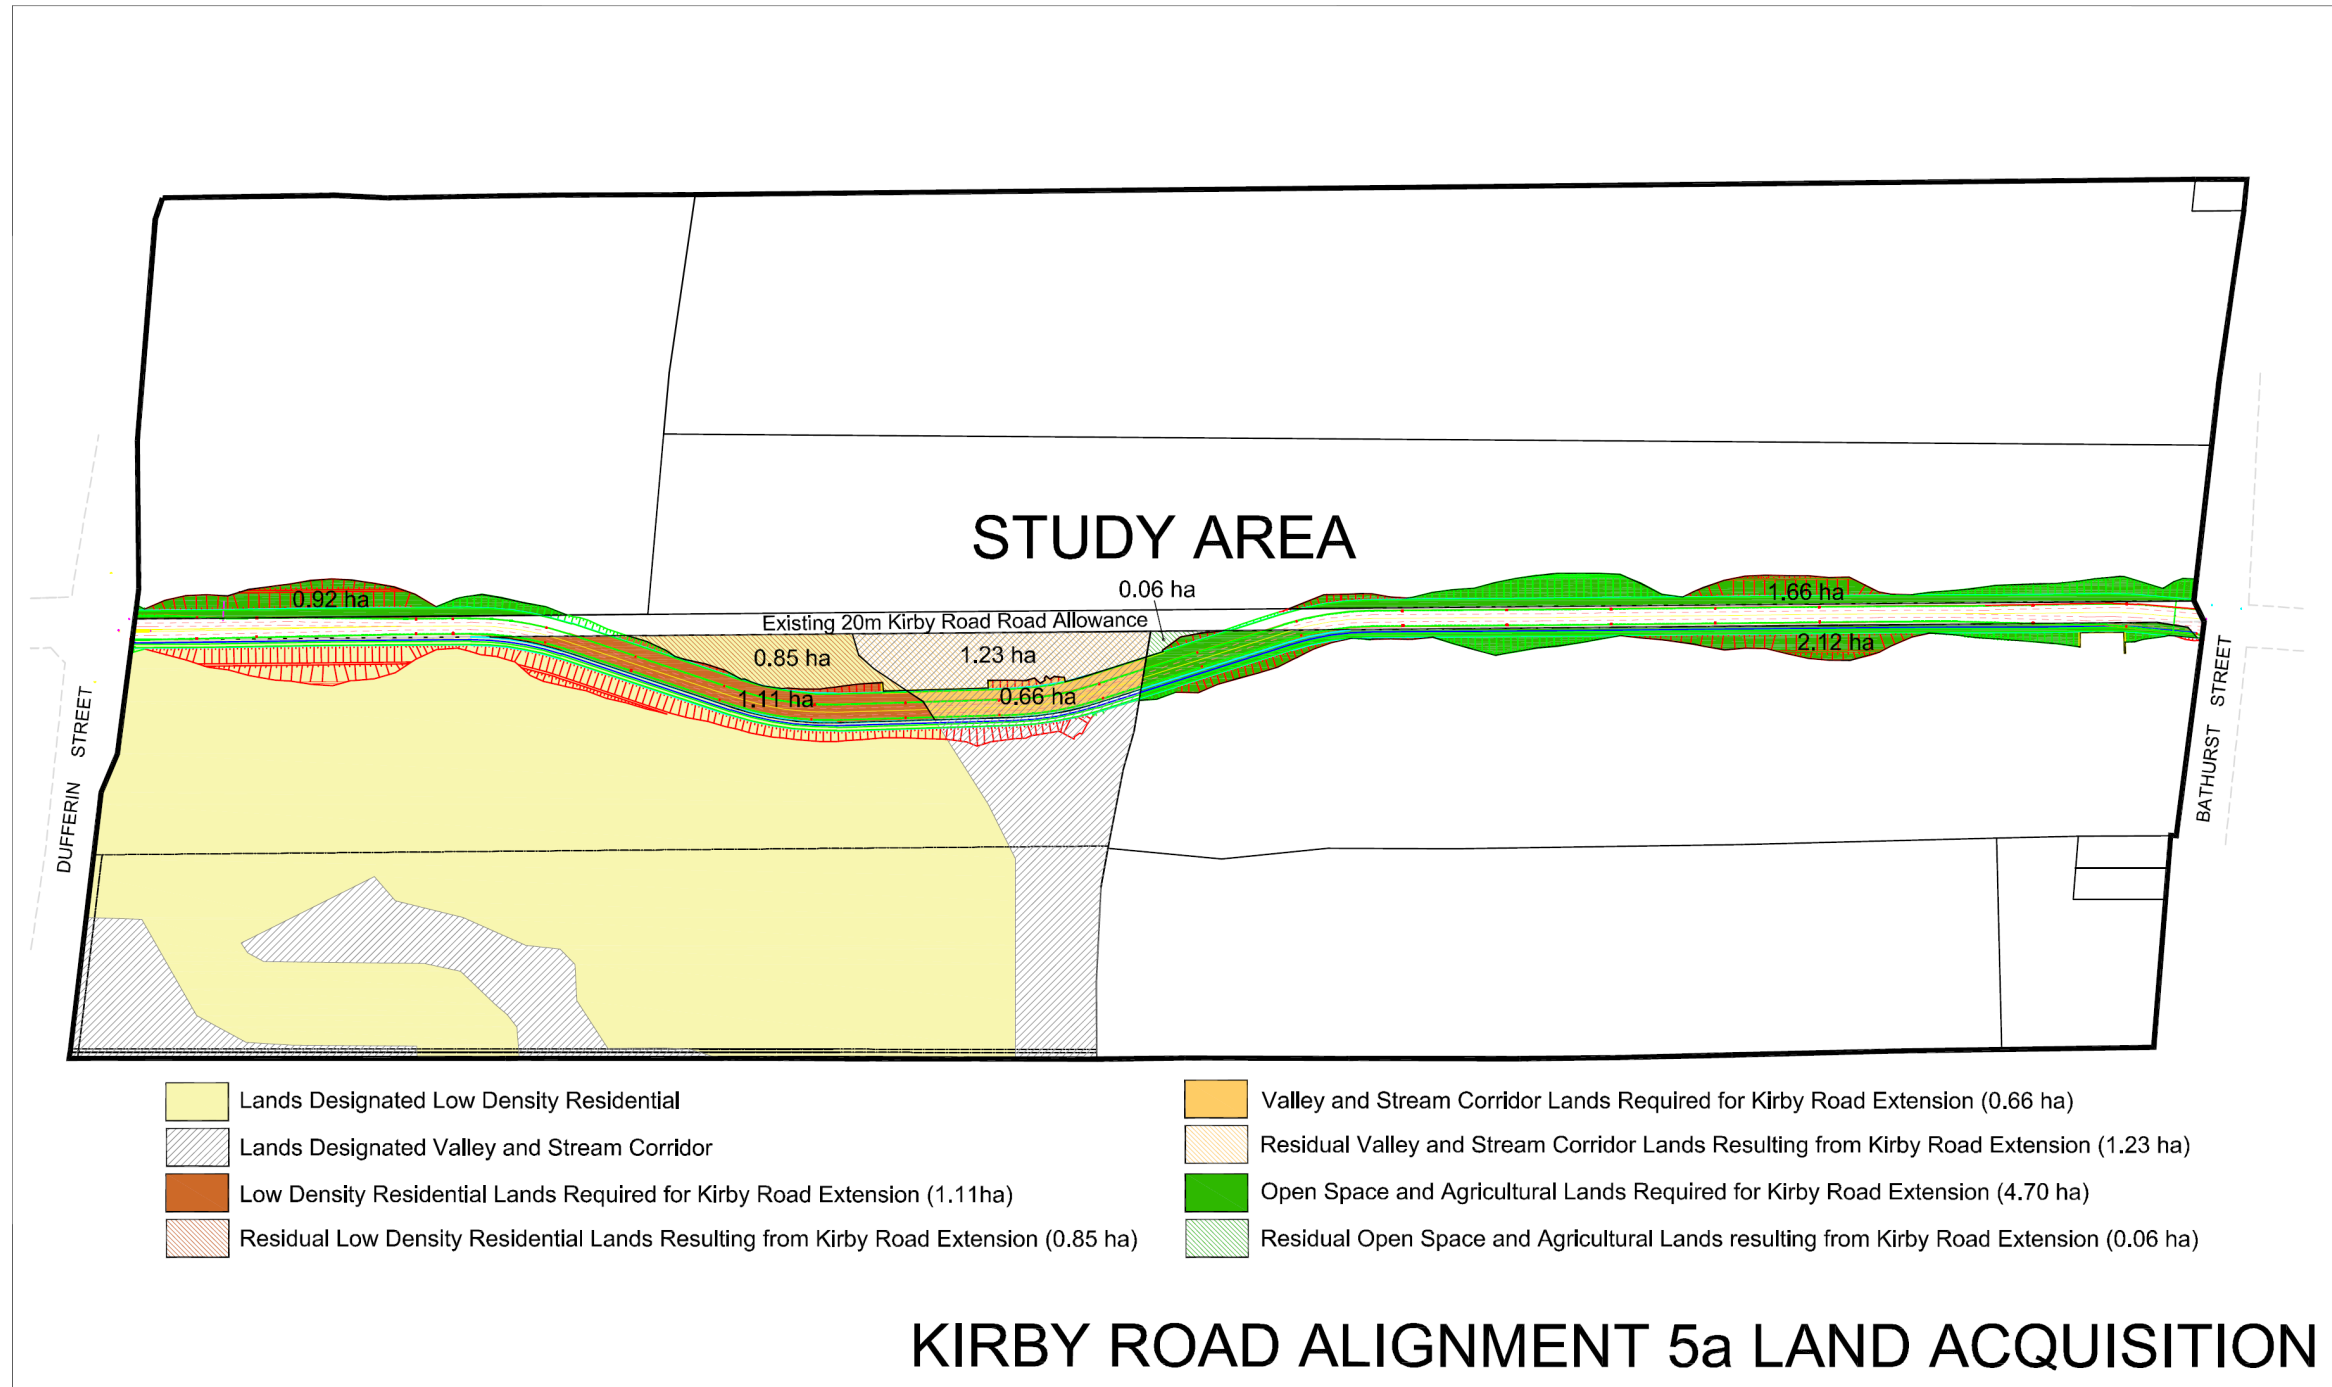 STUDY AREA
0.06 ha
0.92 ha
1.66 ha
Existing 20m Kirby Road Road Allowance
0.85 ha
1.23 ha
2.12 ha
1.11 ha
0.66 ha
DUFFERIN STREET
BATHURST STREET
Lands Designated Low Density Residential
Lands Designated Valley and Stream Corridor
Low Density Residential Lands Required for Kirby Road Extension (1.11ha)
Residual Low Density Residential Lands Resulting from Kirby Road Extension (0.85 ha)
Valley and Stream Corridor Lands Required for Kirby Road Extension (0.66 ha)
Residual Valley and Stream Corridor Lands Resulting from Kirby Road Extension (1.23 ha)
Open Space and Agricultural Lands Required for Kirby Road Extension (4.70 ha)
Residual Open Space and Agricultural Lands resulting from Kirby Road Extension (0.06 ha)
KIRBY ROAD ALIGNMENT 5a LAND ACQUISITION